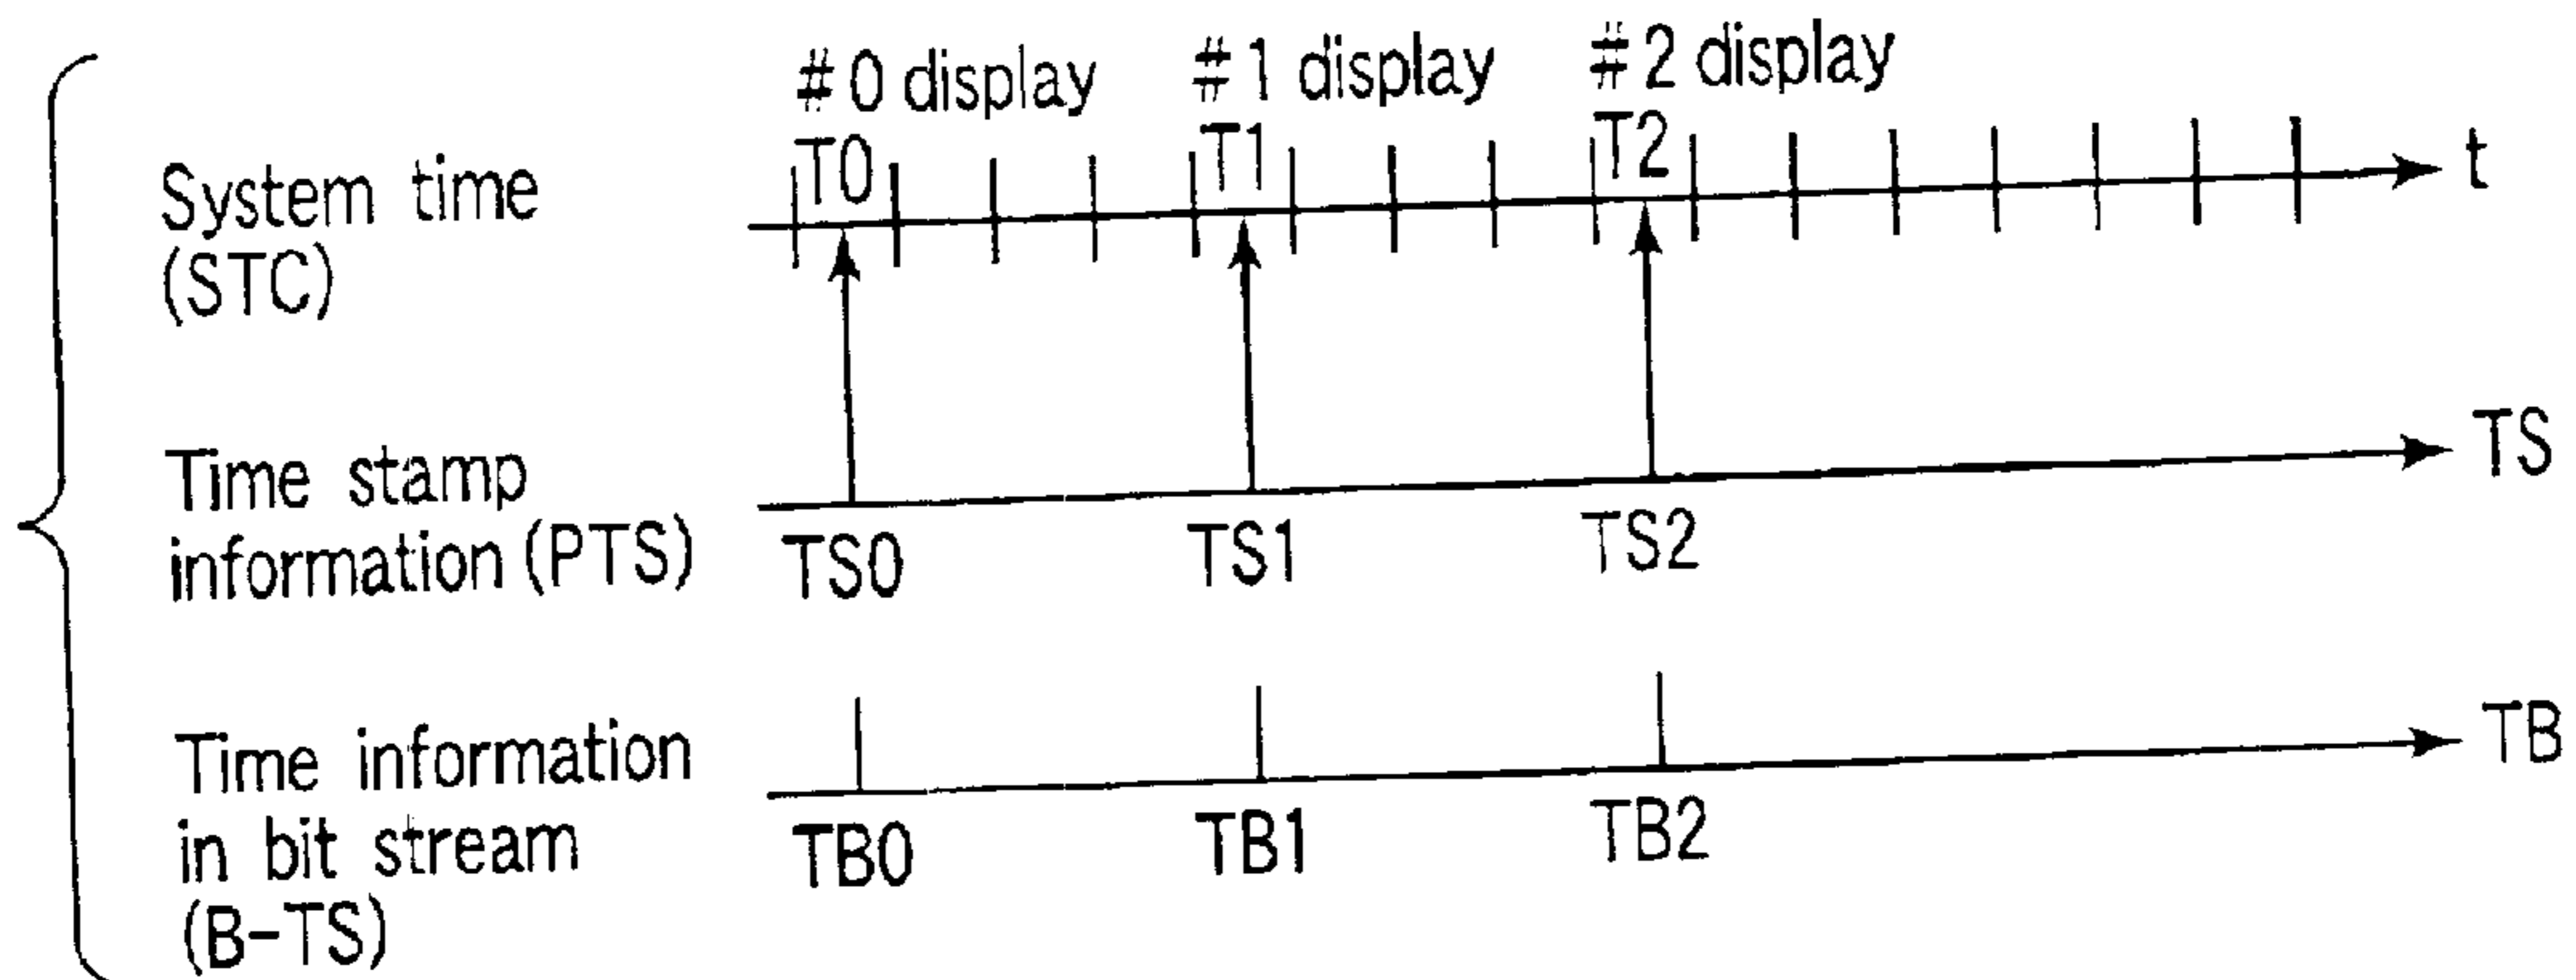 # 0 display # 1 display # 2 display
T0 T1 T2
System time t
(STC)
Time stamp TS
information (PTS) TS0 TS1 TS2
Time information TB
in bit stream TB0 TB1 TB2
(B-TS)